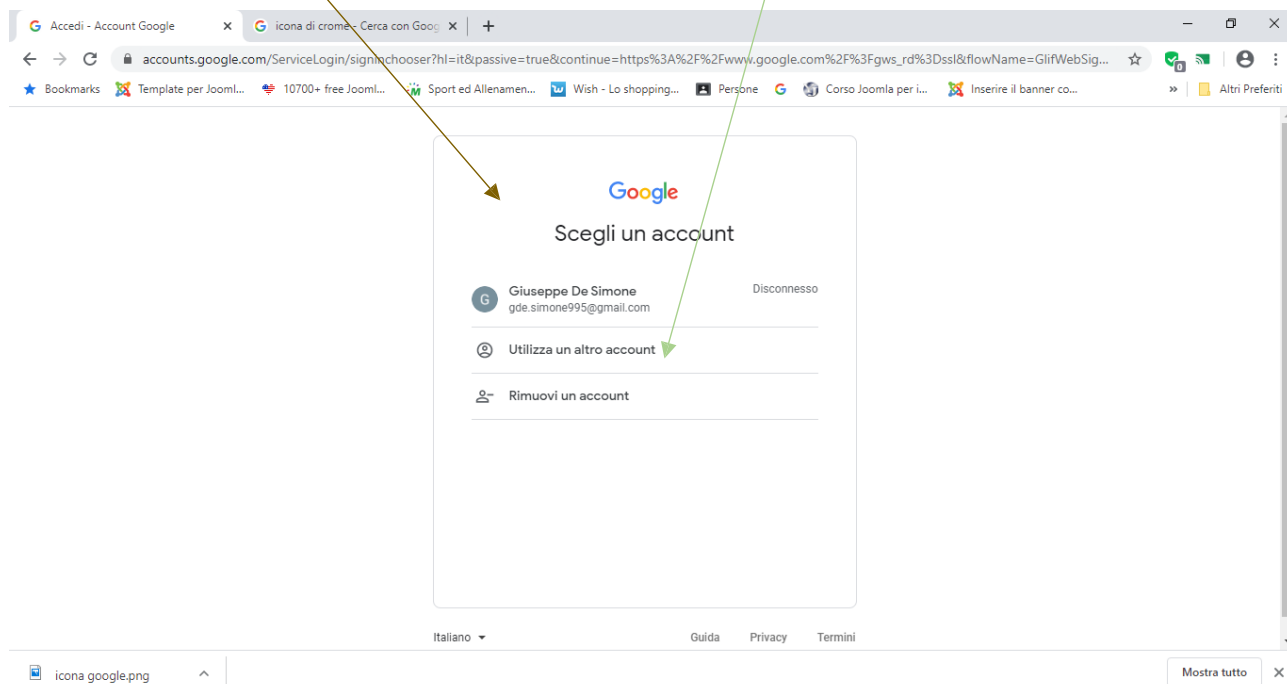 Accedi - Account Google
icona di crome - Cerca con Goog
accounts.google.com/ServiceLogin/signinchooser?hl=it&passive=true&continue=https%3A%2F%2Fwww.google.com%2F%3Fgws_rd%3Dssl&flowName=GlifWebSig...
0
Bookmarks Template per Jooml... 10700+ free Jooml... Sport ed Allenamen... Wish - Lo shopping... Persone Corso Joomla per i... Inserire il banner co... » Altri Preferiti
Google
Scegli un account
G
Giuseppe De Simone
Disconnesso
gde.simone995@gmail.com
Utilizza un altro account
Rimuovi un account
Italiano
Guida Privacy Termini
icona google.png
Mostra tutto